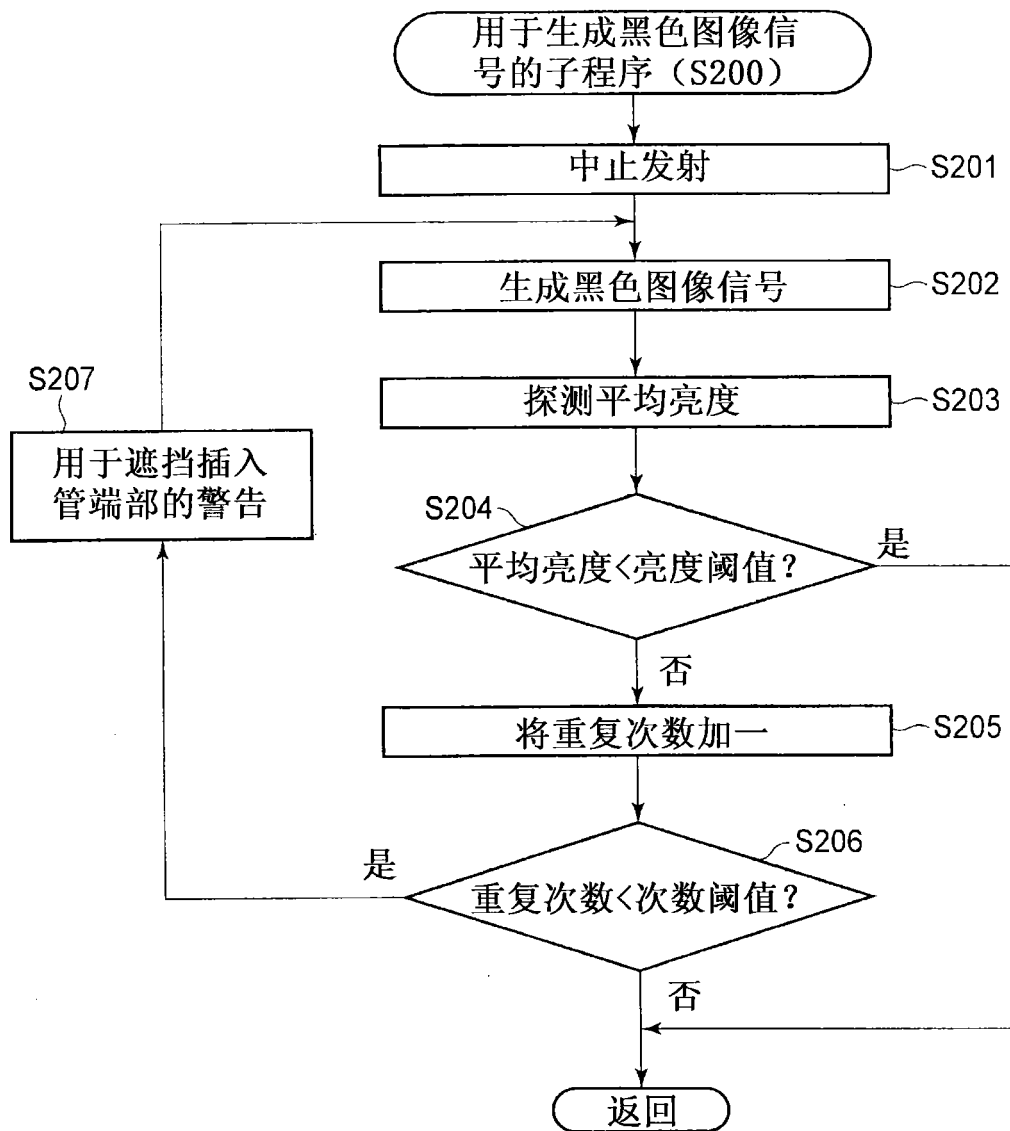 用于生成黑色图像信
号的子程序（S200）
中止发射
S201
生成黑色图像信号
S202
探测平均亮度
S203
S207
用于遮挡插入
管端部的警告
S204
平均亮度<亮度阈值？
是
否
将重复次数加一
S205
S206
是
重复次数<次数阈值？
否
返回